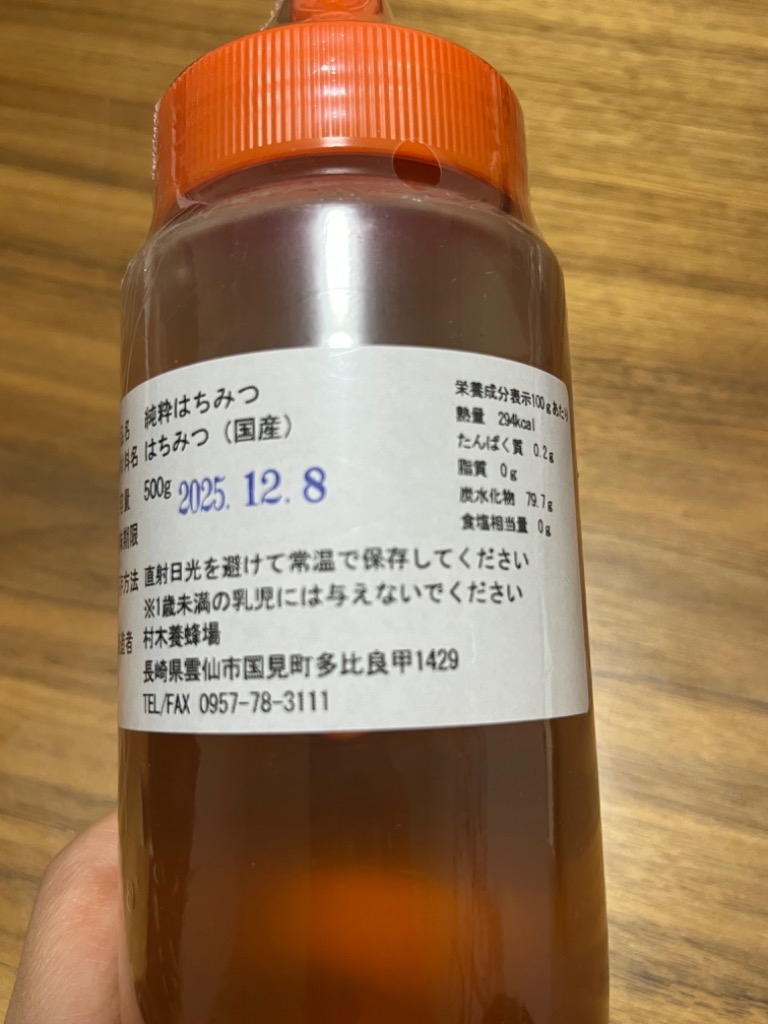 純粋はちみつ
はちみつ（国産）
500g
2025.12.8
直射日光を避けて常温で保存してください
※1歳未満の乳児には与えないでください
村木養蜂場
長崎県雲仙市国見町多比良甲1429
TEL/FAX 0957-78-3111
栄養成分表示100gあたり
熱量 294kcal
たんぱく質 0.2g
脂質 0g
炭水化物 79.7g
食塩相当量 0g